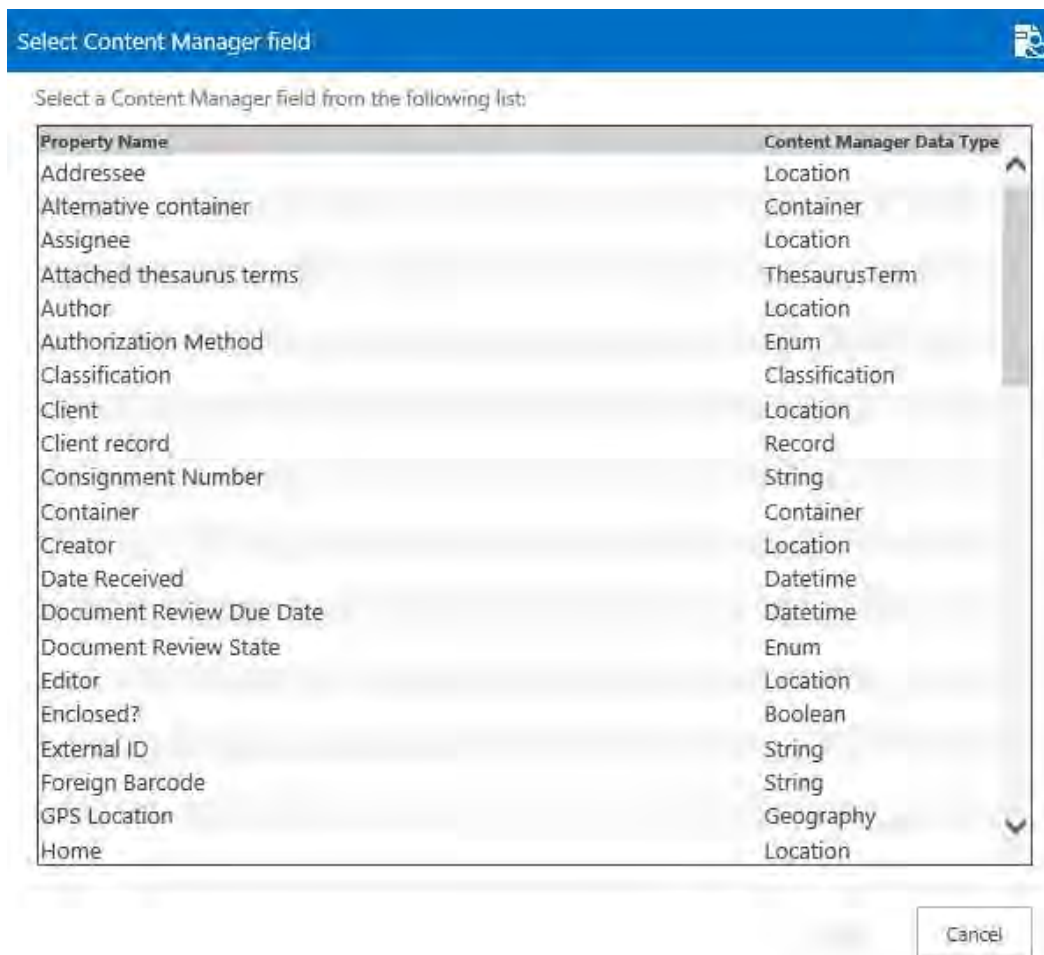 Select Content Manager field
Select a Content Manager field from the following list:
Property Name Content Manager Data Type
Addressee Location
Alternative container Container
Assignee Location
Attached thesaurus terms ThesaurusTerm
Author Location
Authorization Method Enum
Classification Classification
Client Location
Client record Record
Consignment Number String
Container Container
Creator Location
Date Received Datetime
Document Review Due Date Datetime
Document Review State Enum
Editor Location
Enclosed? Boolean
External ID String
Foreign Barcode String
GPS Location Geography
Home Location
Cancel